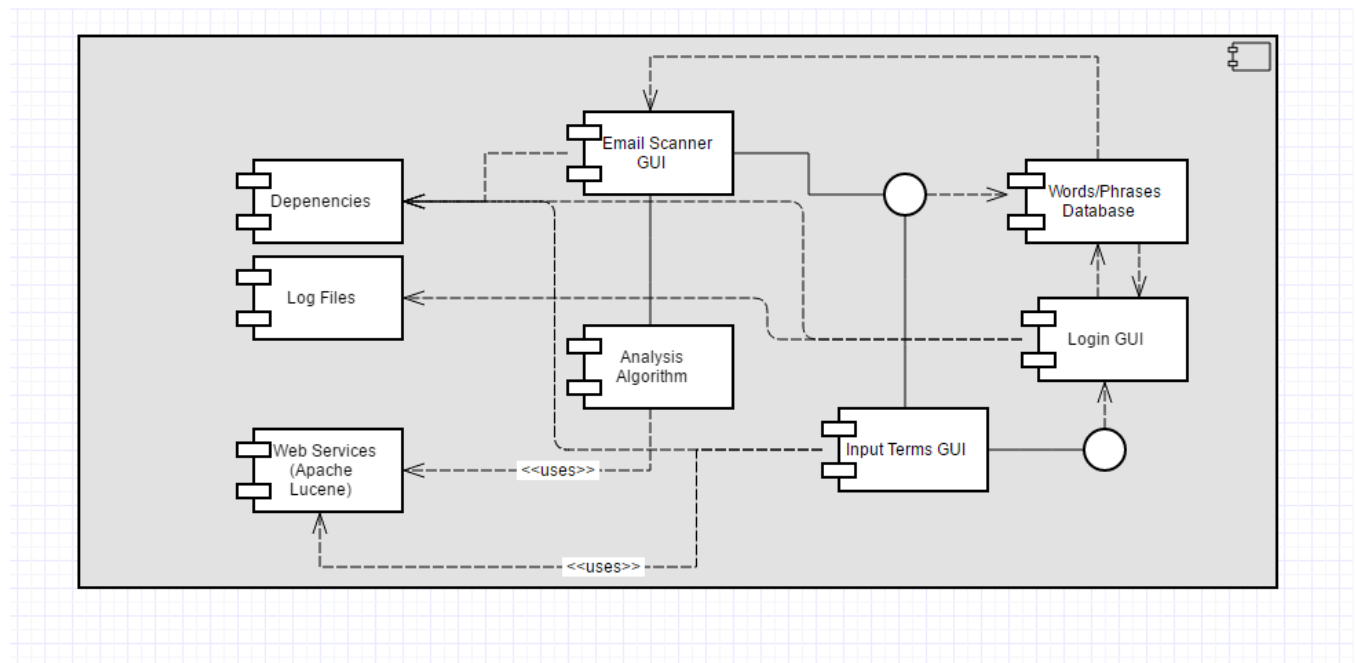 Email Scanner
GUI
Depenencies
Words/Phrases
Database
Log Files
Login GUI
Analysis
Algorithm
Web Services
(Apache
Lucene)
Input Terms GUI
<<uses>>
<<uses>>